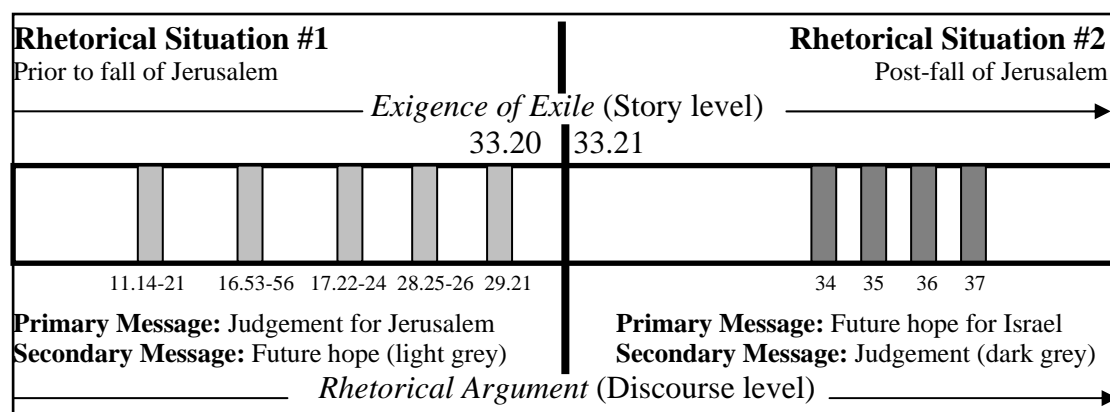 Rhetorical Situation #1
Prior to fall of Jerusalem
Rhetorical Situation #2
Post-fall of Jerusalem
Exigence of Exile (Story level)
33.20 33.21
11.14-21 16.53-56 17.22-24 28.25-26 29.21 34 35 36 37
Primary Message: Judgement for Jerusalem
Secondary Message: Future hope (light grey)
Primary Message: Future hope for Israel
Secondary Message: Judgement (dark grey)
Rhetorical Argument (Discourse level)